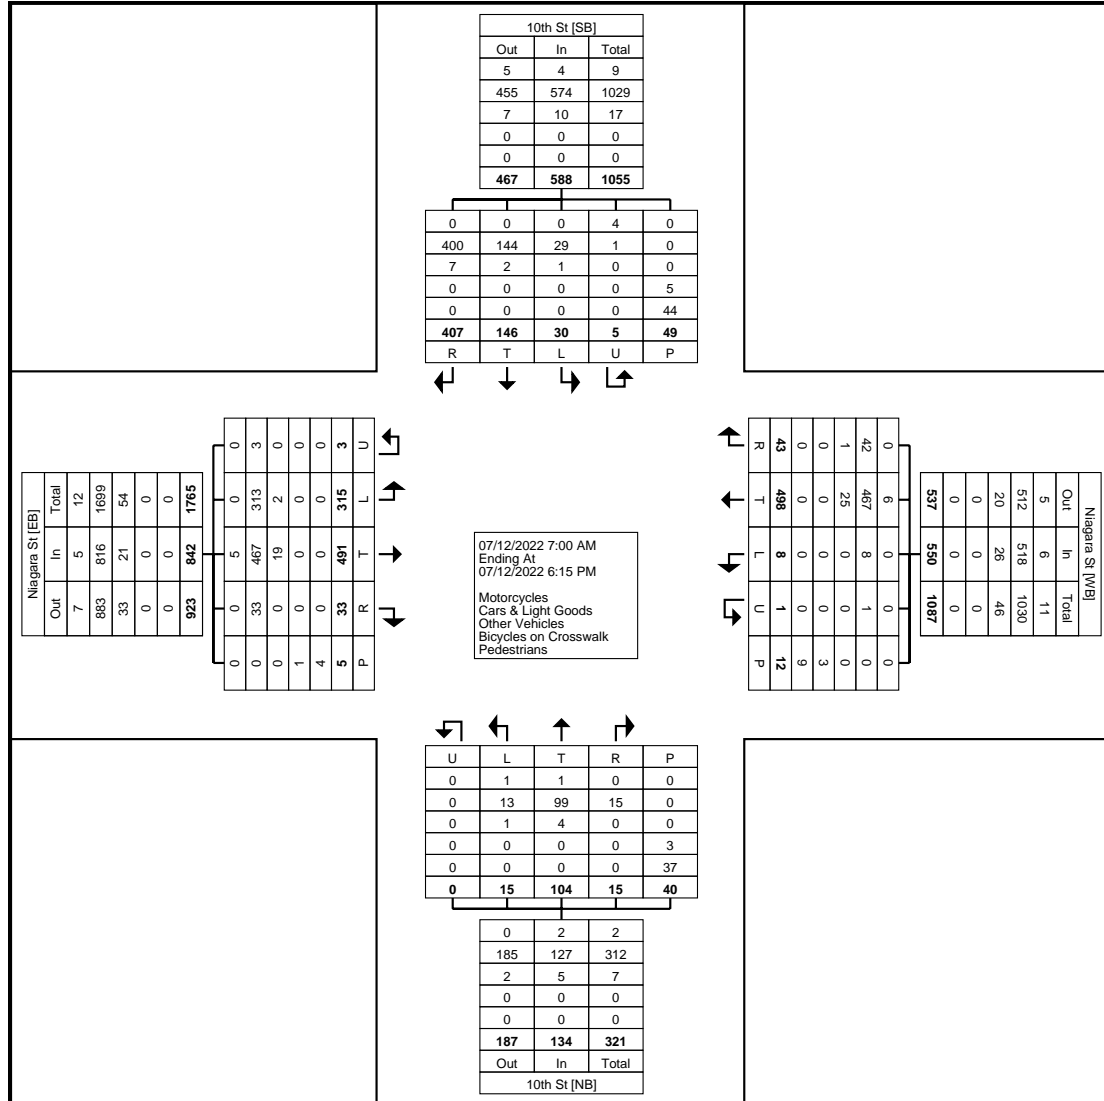 10th St [SB]
Out In Total
5 4 9
455 574 1029
7 10 17
0 0 0
0 0 0
467 588 1055
0 0 0 4 0
400 144 29 1 0
7 2 1 0 0
0 0 0 0 5
0 0 0 0 44
407 146 30 5 49
R T L U P
Niagara St [EB]
Total 12 1699 54 0 0 1765
In 5 816 21 0 0 842
Out 7 883 33 0 0 923
0 3 0 0 0 3 U
0 313 2 0 0 315 L
5 467 19 0 0 491 T
0 33 0 0 0 33 R
0 0 0 1 4 5 P
07/12/2022 7:00 AM
Ending At
07/12/2022 6:15 PM
Motorcycles
Cars & Light Goods
Other Vehicles
Bicycles on Crosswalk
Pedestrians
R 43 0 0 1 42 0
T 498 0 0 25 467 6
L 8 0 0 0 8 0
U 1 0 0 0 1 0
P 12 9 3 0 0 0
537 0 0 20 512 5 Out
550 0 0 26 518 6 In
1087 0 0 46 1030 11 Total
Niagara St [WB]
U L T R P
0 1 1 0 0
0 13 99 15 0
0 1 4 0 0
0 0 0 0 3
0 0 0 0 37
0 15 104 15 40
0 2 2
185 127 312
2 5 7
0 0 0
0 0 0
187 134 321
Out In Total
10th St [NB]